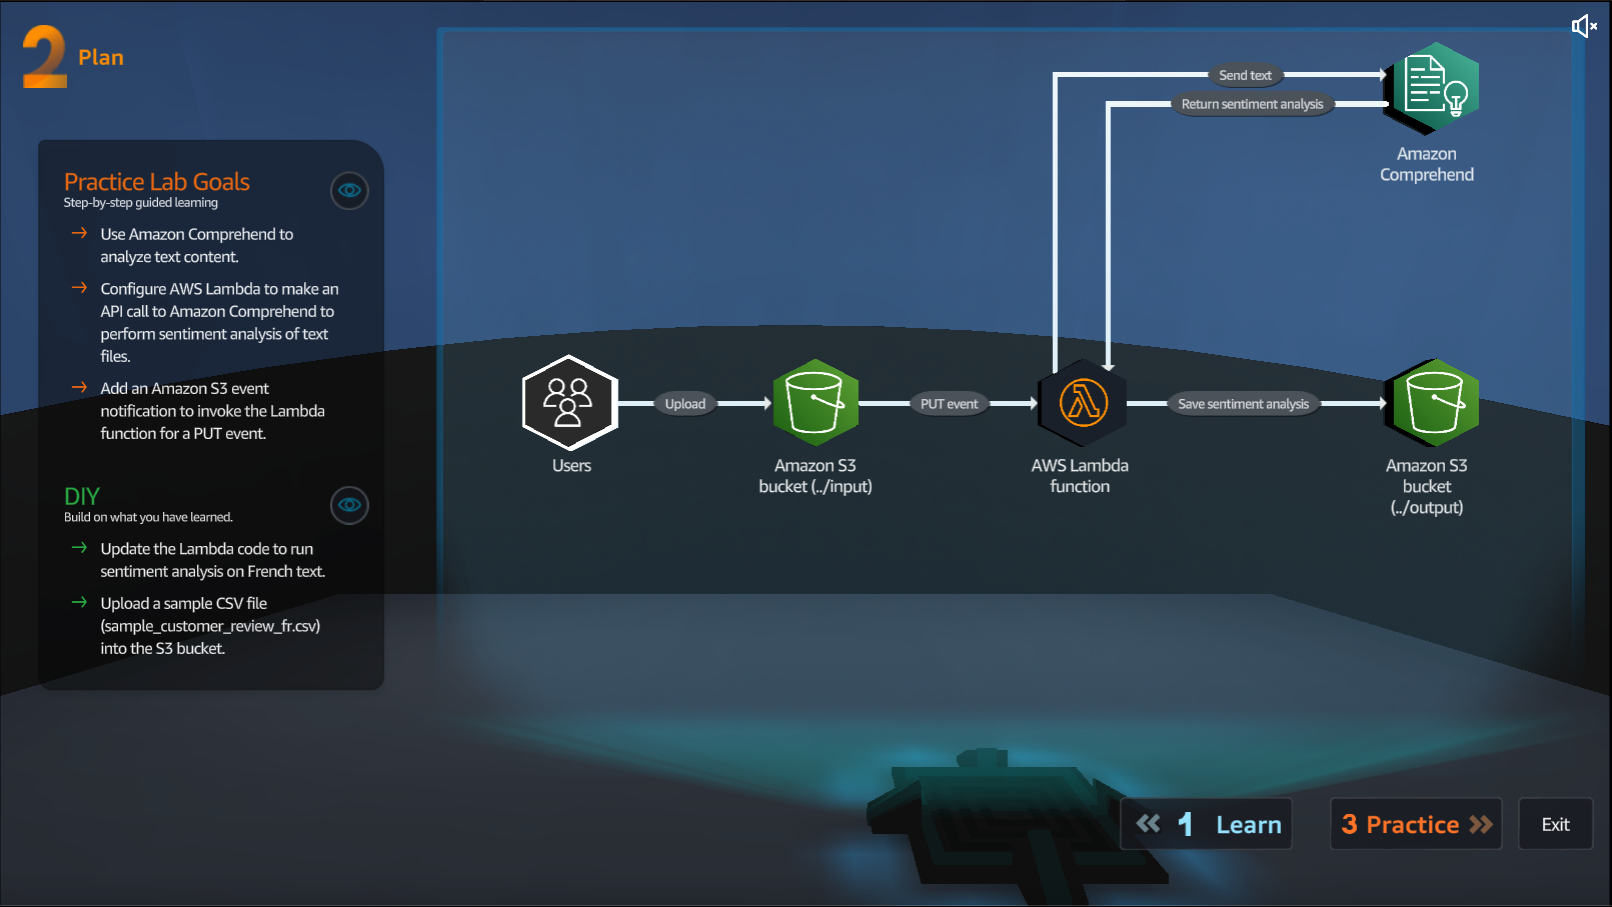 2 Plan
Practice Lab Goals
Step-by-step guided learning
Use Amazon Comprehend to
analyze text content.
Configure AWS Lambda to make an
API call to Amazon Comprehend to
perform sentiment analysis of text
files.
Add an Amazon S3 event
notification to invoke the Lambda
function for a PUT event.
DIY
Build on what you have learned.
Update the Lambda code to run
sentiment analysis on French text.
Upload a sample CSV file
(sample_customer_review_fr.csv)
into the S3 bucket.
Send text
Return sentiment analysis
Amazon
Comprehend
Upload
PUT event
Save sentiment analysis
Users
Amazon S3
bucket (../input)
AWS Lambda
function
Amazon S3
bucket
(../output)
1 Learn
3 Practice
Exit